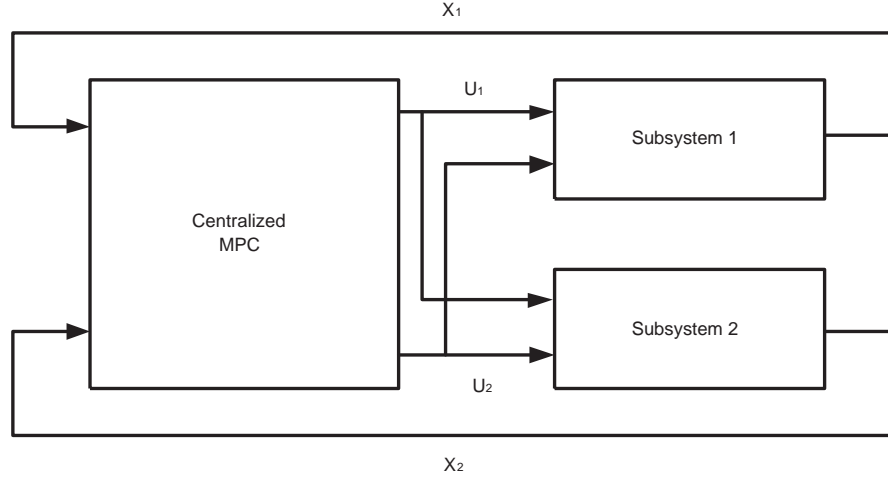 X1
U1
Subsystem 1
Centralized
MPC
Subsystem 2
U2
X2